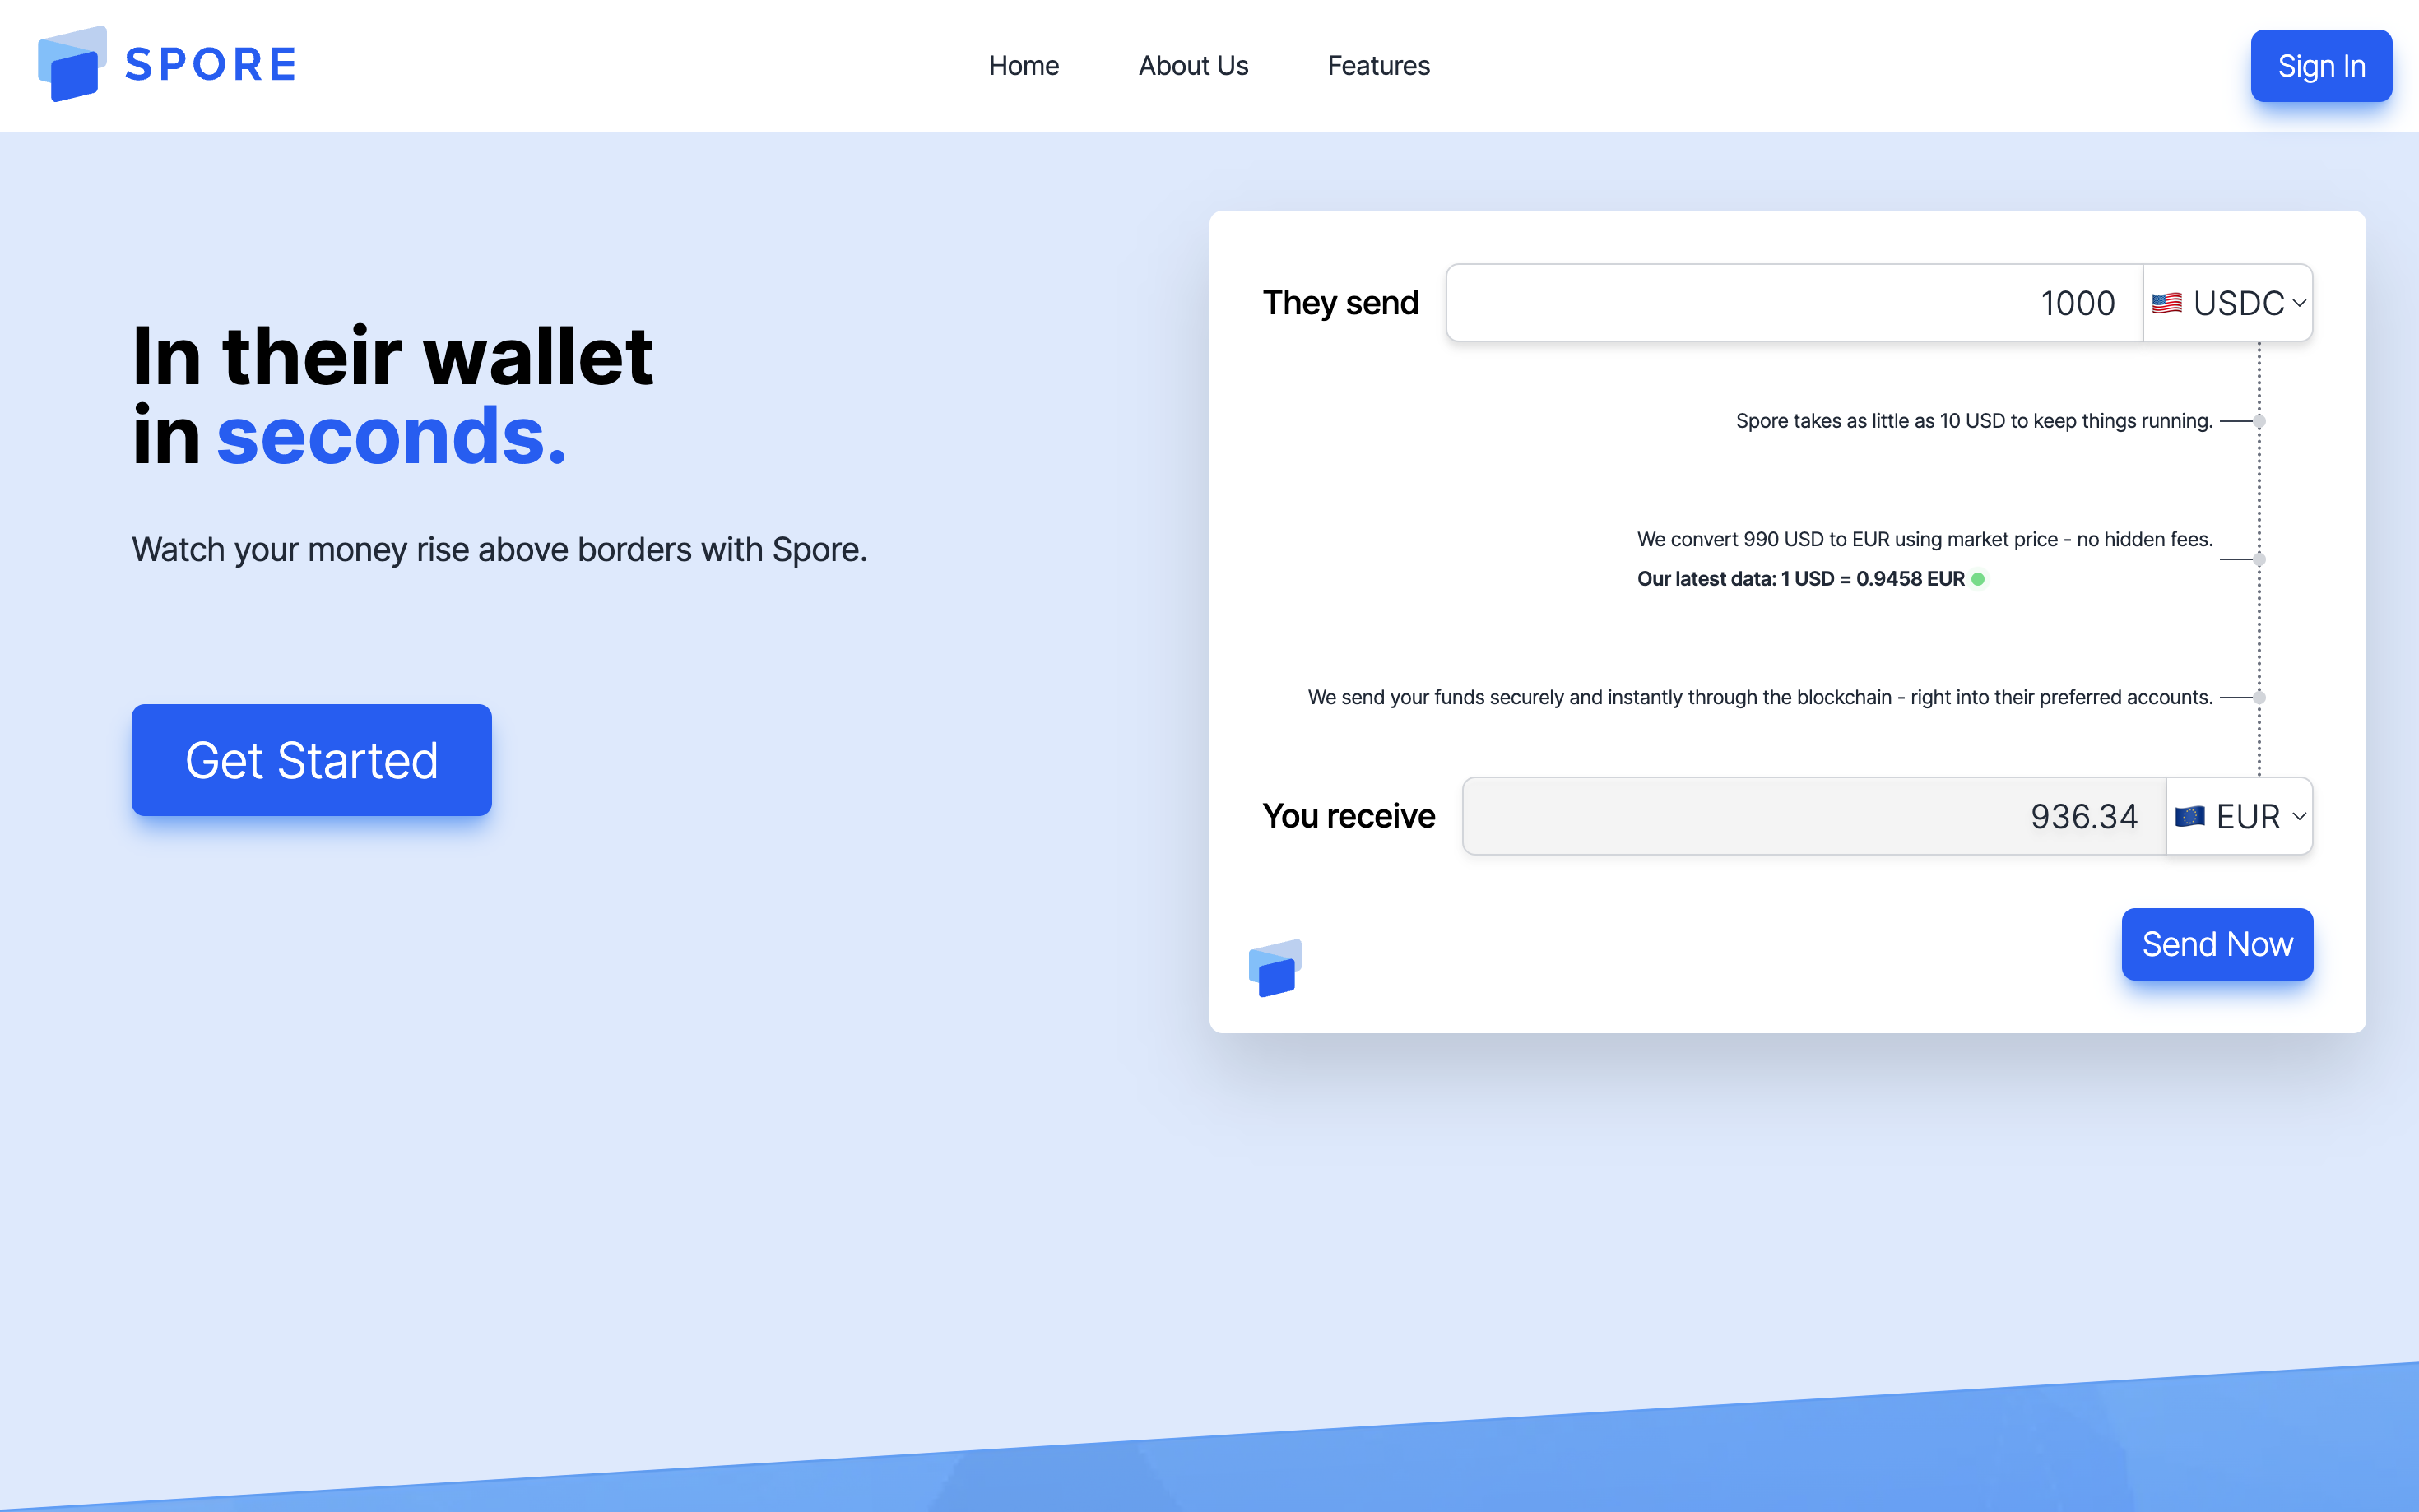 SPORE
Home
About Us
Features
Sign In
In their wallet
in seconds.
Watch your money rise above borders with Spore.
Get Started
They send
1000
USDC
Spore takes as little as 10 USD to keep things running.
We convert 990 USD to EUR using market price - no hidden fees.
Our latest data: 1 USD = 0.9458 EUR
We send your funds securely and instantly through the blockchain - right into their preferred accounts.
You receive
936.34
EUR
Send Now